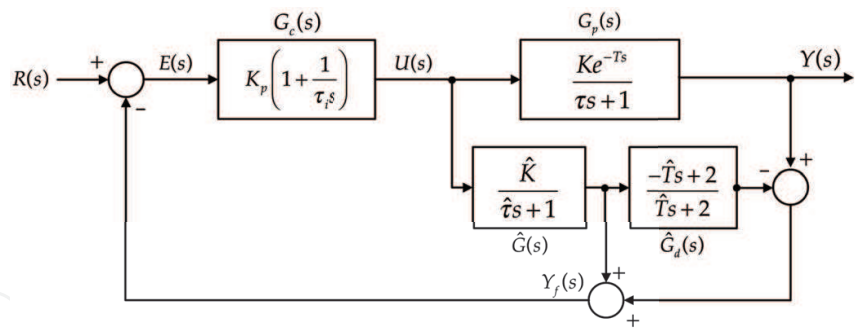 G_c(s)
G_p(s)
R(s)
+
−
E(s)
K_p(1+1/(τ_i s))
U(s)
Ke^{-Ts}/(τs+1)
Y(s)
K̂/(τ̂s+1)
Ĝ(s)
(−T̂s+2)/(T̂s+2)
Ĝ_d(s)
−
+
Y_f(s)
+
+